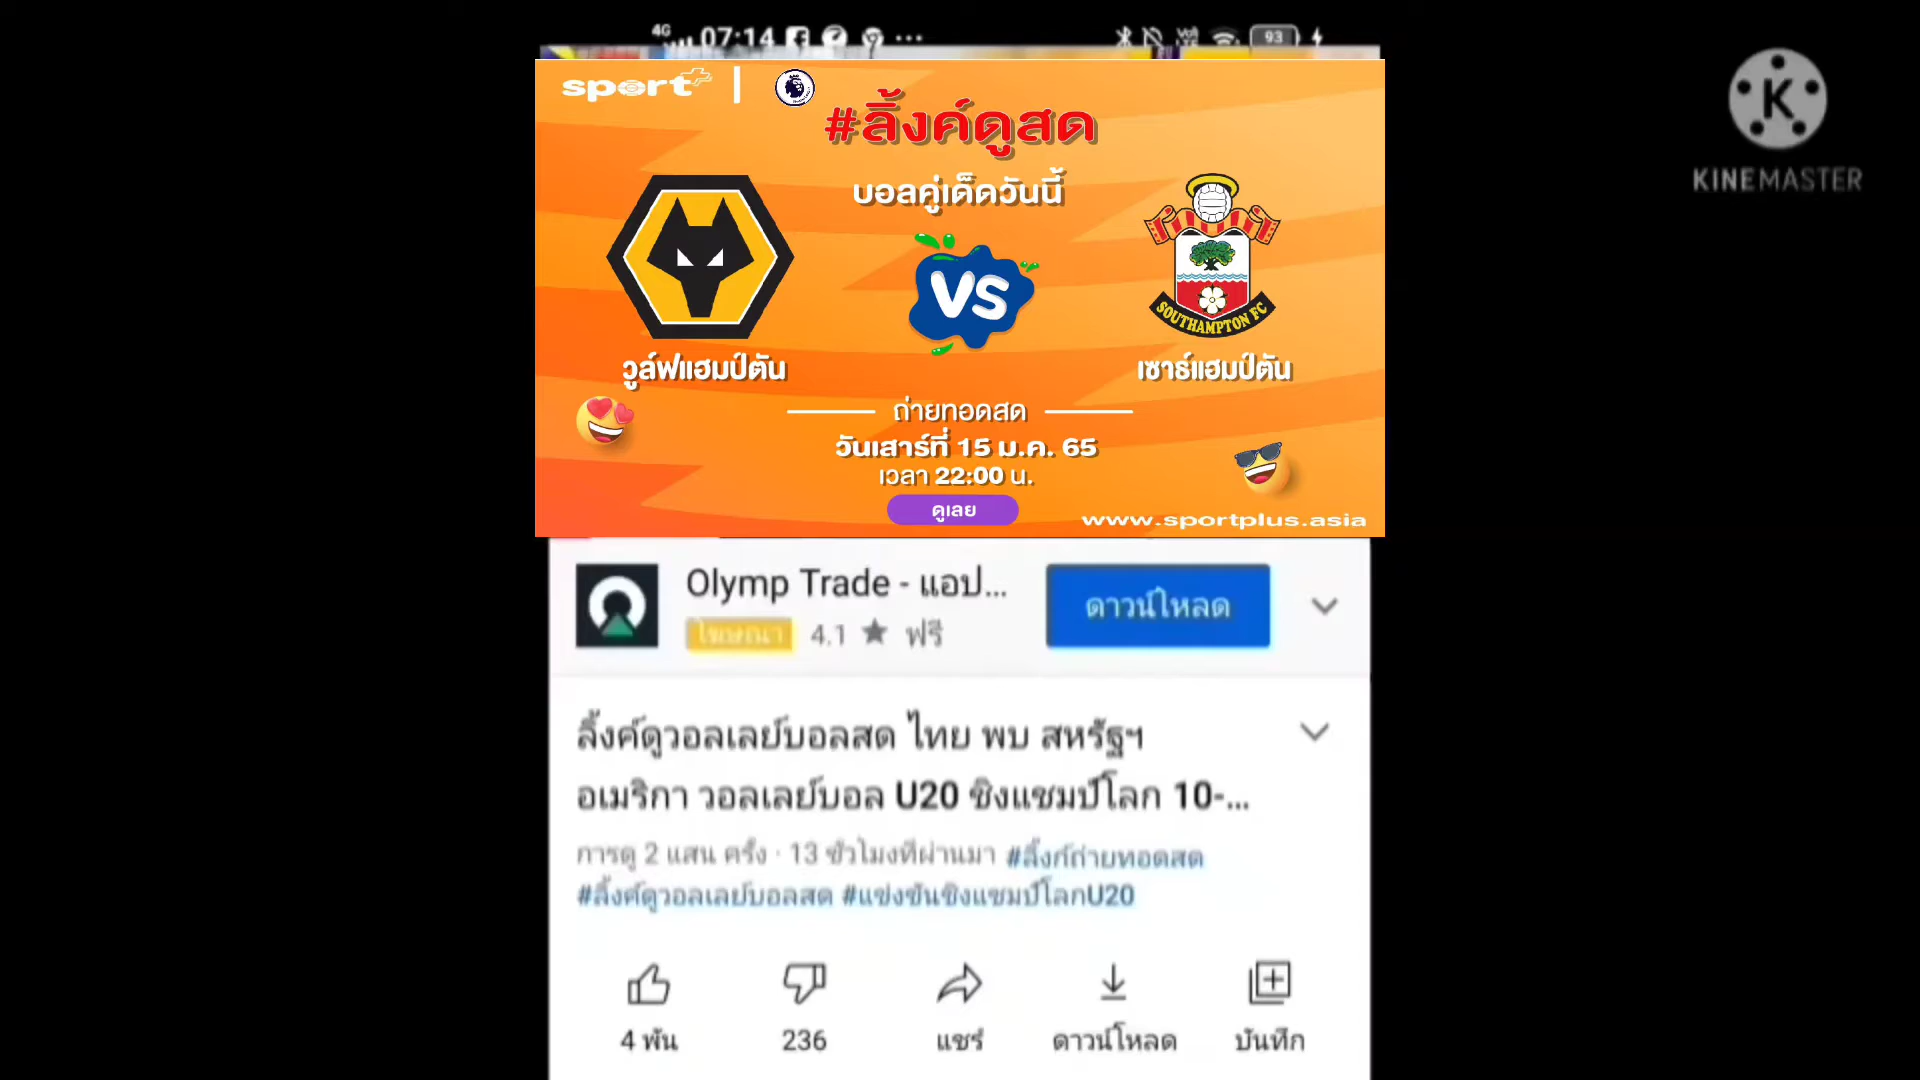 4G 07:14 93
sport+
#ลิ้งค์ดูสด
บอลคู่เด็ดวันนี้
VS
SOUTHAMPTON FC
วูล์ฟแฮมป์ตัน
เซาธ์แฮมป์ตัน
ถ่ายทอดสด
วันเสาร์ที่ 15 ม.ค. 65
เวลา 22:00 น.
ดูเลย
www.sportplus.asia
K
KINEMASTER
Olymp Trade - แอป...
ดาวน์โหลด
โฆษณา 4.1 ★ ฟรี
ลิ้งค์ดูวอลเลย์บอลสด ไทย พบ สหรัฐฯ
อเมริกา วอลเลย์บอล U20 ชิงแชมป์โลก 10-...
การดู 2 แสน ครั้ง · 13 ชั่วโมงที่ผ่านมา #ลิ้งก์ถ่ายทอดสด
#ลิ้งค์ดูวอลเลย์บอลสด #แข่งขันชิงแชมป์โลกU20
4 พัน
236
แชร์
ดาวน์โหลด
บันทึก